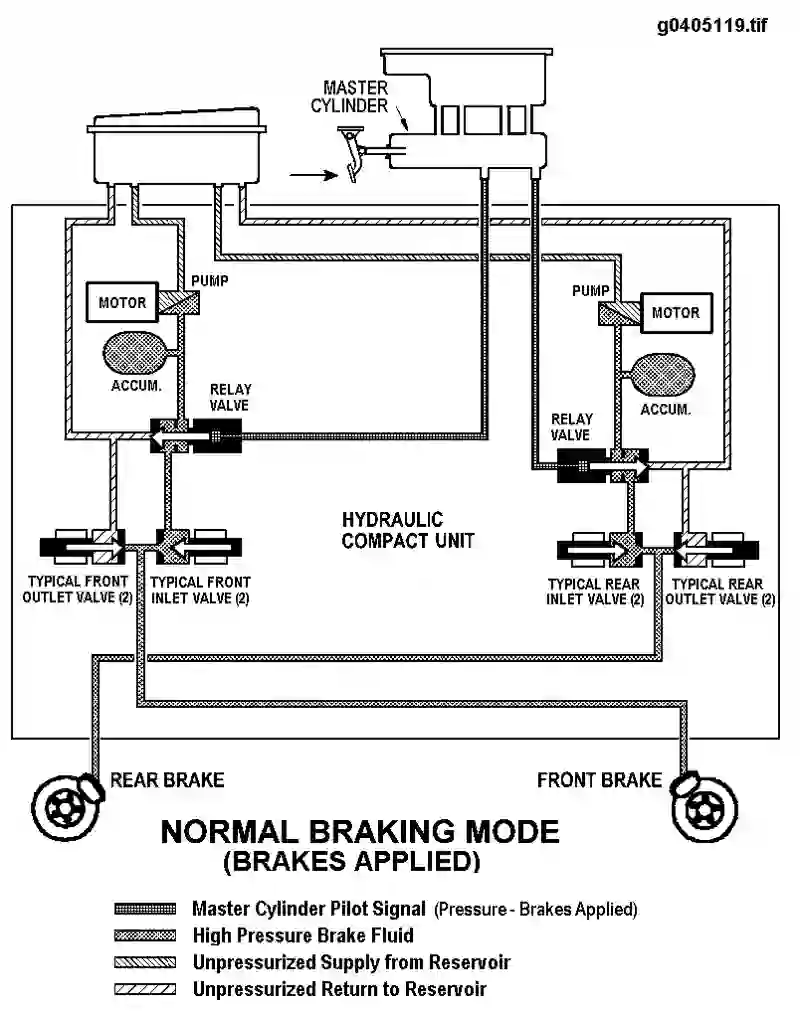 g0405119.tif
MASTER
CYLINDER
PUMP
MOTOR
ACCUM.
RELAY
VALVE
PUMP
MOTOR
ACCUM.
RELAY
VALVE
HYDRAULIC
COMPACT UNIT
TYPICAL FRONT
OUTLET VALVE (2)
TYPICAL FRONT
INLET VALVE (2)
TYPICAL REAR
INLET VALVE (2)
TYPICAL REAR
OUTLET VALVE (2)
REAR BRAKE
FRONT BRAKE
NORMAL BRAKING MODE
(BRAKES APPLIED)
Master Cylinder Pilot Signal (Pressure - Brakes Applied)
High Pressure Brake Fluid
Unpressurized Supply from Reservoir
Unpressurized Return to Reservoir